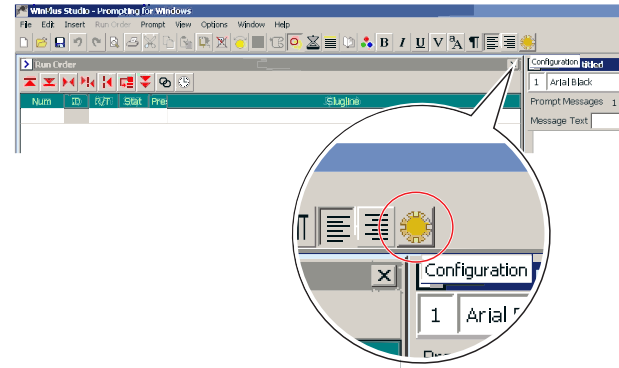 WinPlus Studio - Prompting for Windows
File Edit Insert Run Order Prompt View Options Window Help
B I U V A ¶
Run Order
Configuration titled
1 Arial Black
Num ID R/T Stat Pre Slugline
Prompt Messages 1
Message Text
Configuration
1 Arial